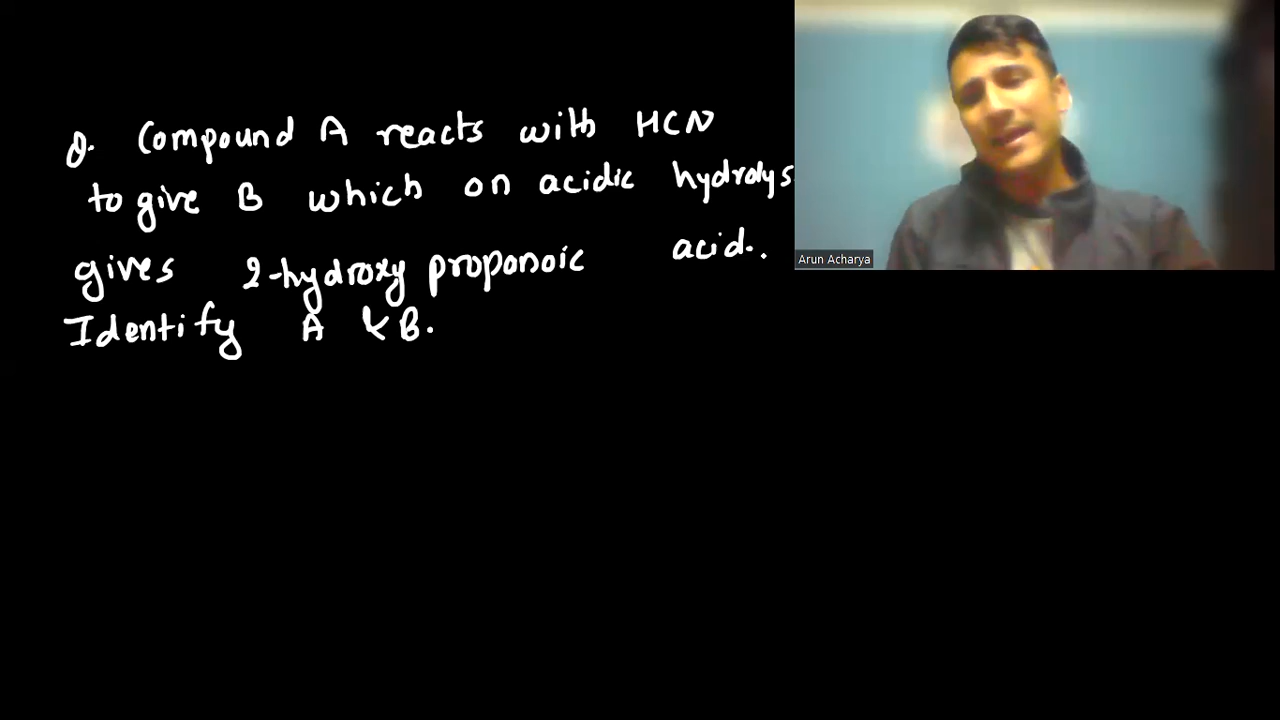 Q. Compound A reacts with HCN
to give B which on acidic hydrolys
gives 2-hydroxy proponoic acid.
Identify A & B.
Arun Acharya